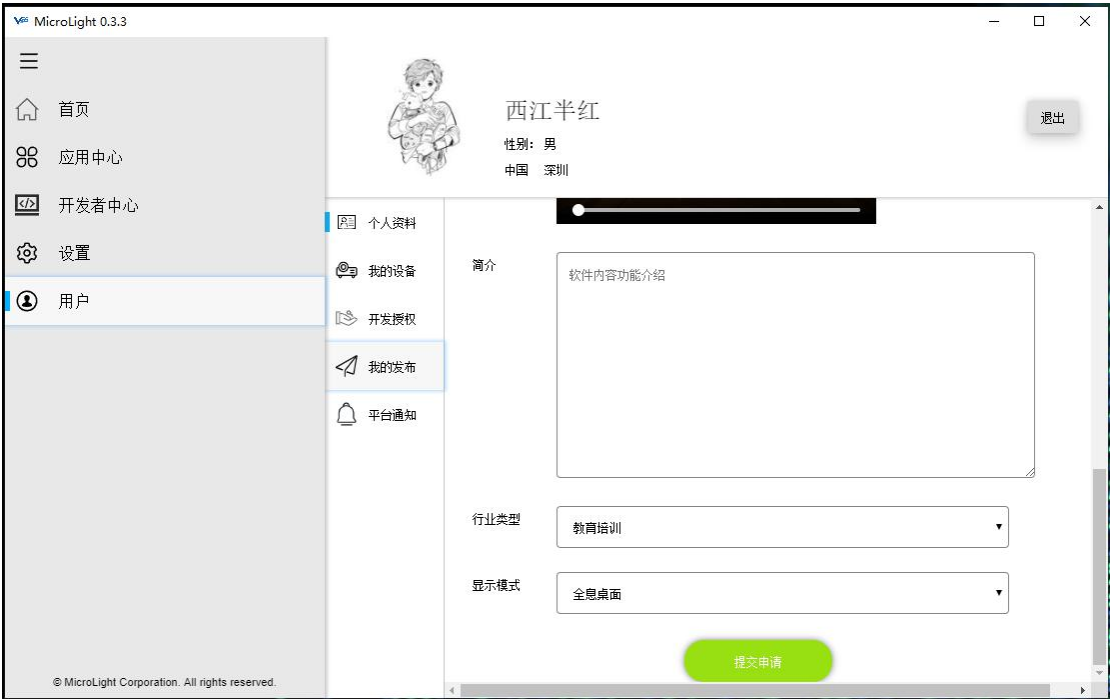 MicroLight 0.3.3
首页
应用中心
开发者中心
设置
用户
© MicroLight Corporation. All rights reserved.
西江半红
性别： 男
中国 深圳
退出
个人资料
我的设备
开发授权
我的发布
平台通知
简介
软件内容功能介绍
行业类型
教育培训
显示模式
全息桌面
提交申请